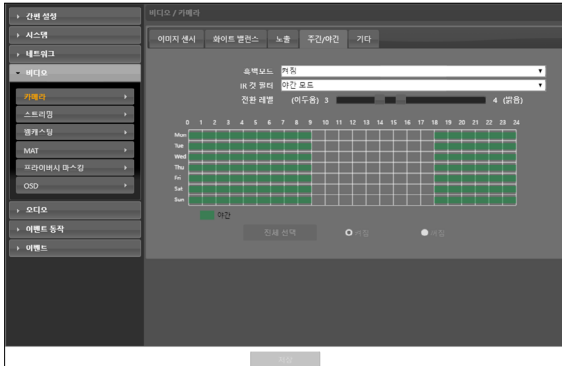 비디오 / 카메라
간편 설정
시스템
네트워크
비디오
카메라
스트리밍
웹캐스팅
MAT
프라이버시 마스킹
OSD
오디오
이벤트 동작
이벤트
이미지 센서
화이트 밸런스
노출
주간/야간
기타
흑백모드 켜짐
IR 컷 필터 야간 모드
전환 레벨 (어두움) 3 4 (밝음)
0 1 2 3 4 5 6 7 8 9 10 11 12 13 14 15 16 17 18 19 20 21 22 23 24
Mon
Tue
Wed
Thu
Fri
Sat
Sun
야간
전체 선택
켜짐
꺼짐
저장